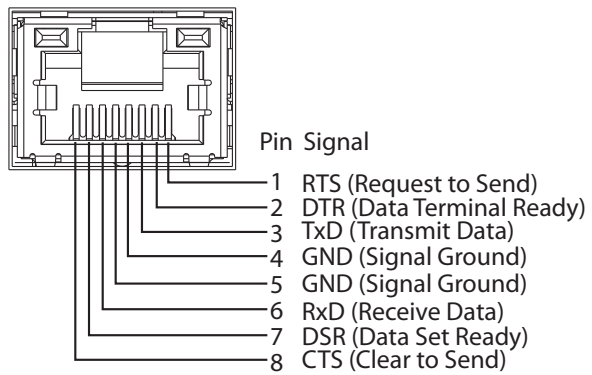 Pin Signal
1 RTS (Request to Send)
2 DTR (Data Terminal Ready)
3 TxD (Transmit Data)
4 GND (Signal Ground)
5 GND (Signal Ground)
6 RxD (Receive Data)
7 DSR (Data Set Ready)
8 CTS (Clear to Send)